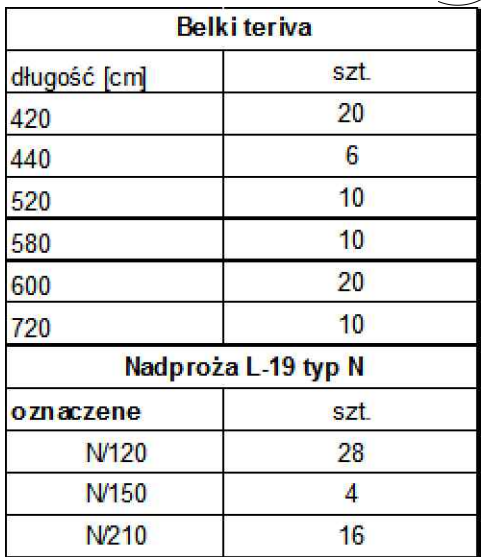 Belki teriva
długość [cm] szt.
420 20
440 6
520 10
580 10
600 20
720 10
Nadproża L-19 typ N
oznaczene szt.
N/120 28
N/150 4
N/210 16